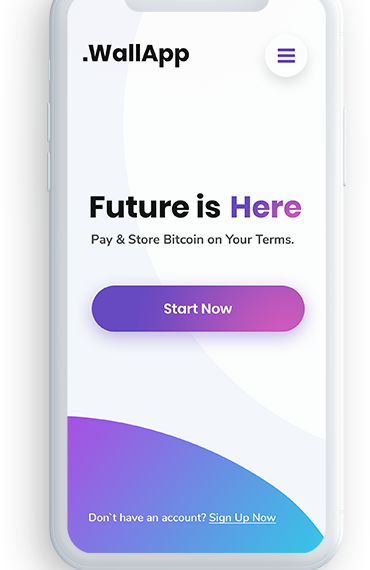 .WallApp
Future is Here
Pay & Store Bitcoin on Your Terms.
Start Now
Don`t have an account? Sign Up Now